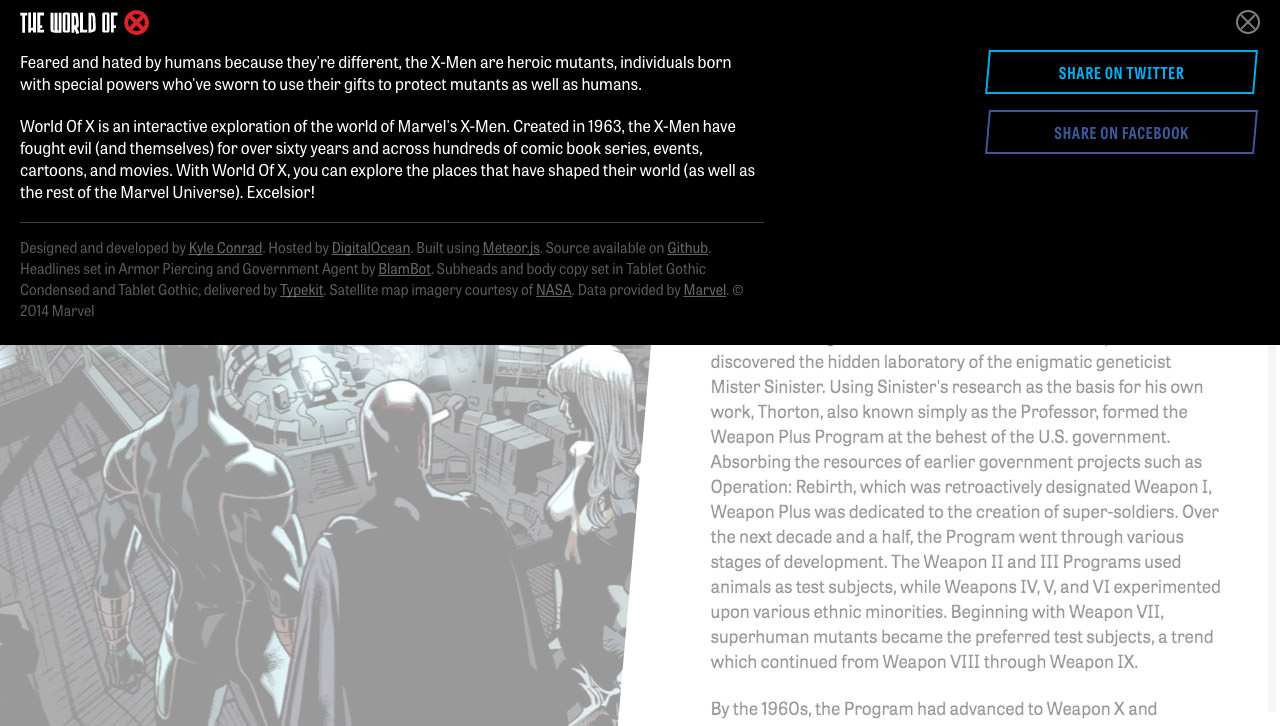 THE WORLD OF
Feared and hated by humans because they're different, the X-Men are heroic mutants, individuals born
with special powers who've sworn to use their gifts to protect mutants as well as humans.
World Of X is an interactive exploration of the world of Marvel's X-Men. Created in 1963, the X-Men have
fought evil (and themselves) for over sixty years and across hundreds of comic book series, events,
cartoons, and movies. With World Of X, you can explore the places that have shaped their world (as well as
the rest of the Marvel Universe). Excelsior!
Designed and developed by Kyle Conrad. Hosted by DigitalOcean. Built using Meteor.js. Source available on Github.
Headlines set in Armor Piercing and Government Agent by BlamBot. Subheads and body copy set in Tablet Gothic
Condensed and Tablet Gothic, delivered by Typekit. Satellite map imagery courtesy of NASA. Data provided by Marvel. ©
2014 Marvel
SHARE ON TWITTER
SHARE ON FACEBOOK
discovered the hidden laboratory of the enigmatic geneticist
Mister Sinister. Using Sinister's research as the basis for his own
work, Thorton, also known simply as the Professor, formed the
Weapon Plus Program at the behest of the U.S. government.
Absorbing the resources of earlier government projects such as
Operation: Rebirth, which was retroactively designated Weapon I,
Weapon Plus was dedicated to the creation of super-soldiers. Over
the next decade and a half, the Program went through various
stages of development. The Weapon II and III Programs used
animals as test subjects, while Weapons IV, V, and VI experimented
upon various ethnic minorities. Beginning with Weapon VII,
superhuman mutants became the preferred test subjects, a trend
which continued from Weapon VIII through Weapon IX.
By the 1960s, the Program had advanced to Weapon X and